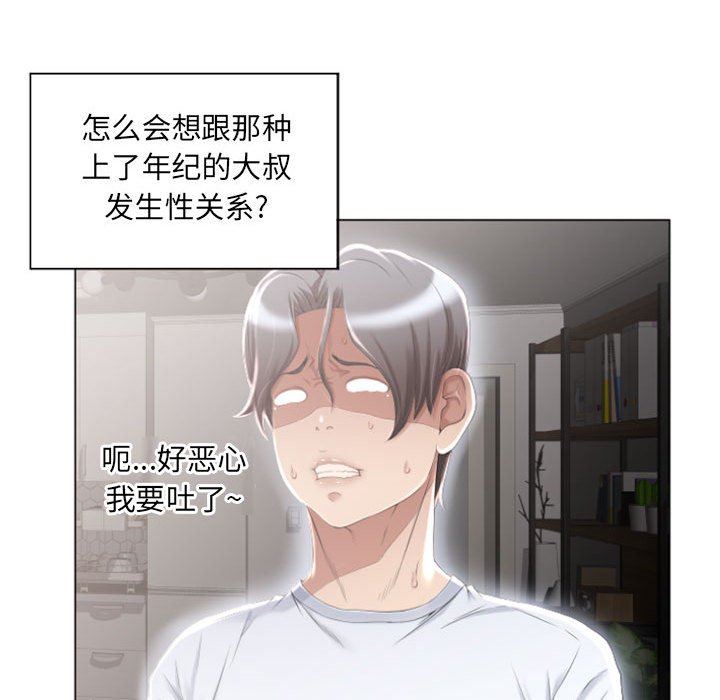 怎么会想跟那种
上了年纪的大叔
发生性关系?
呃...好恶心
我要吐了~